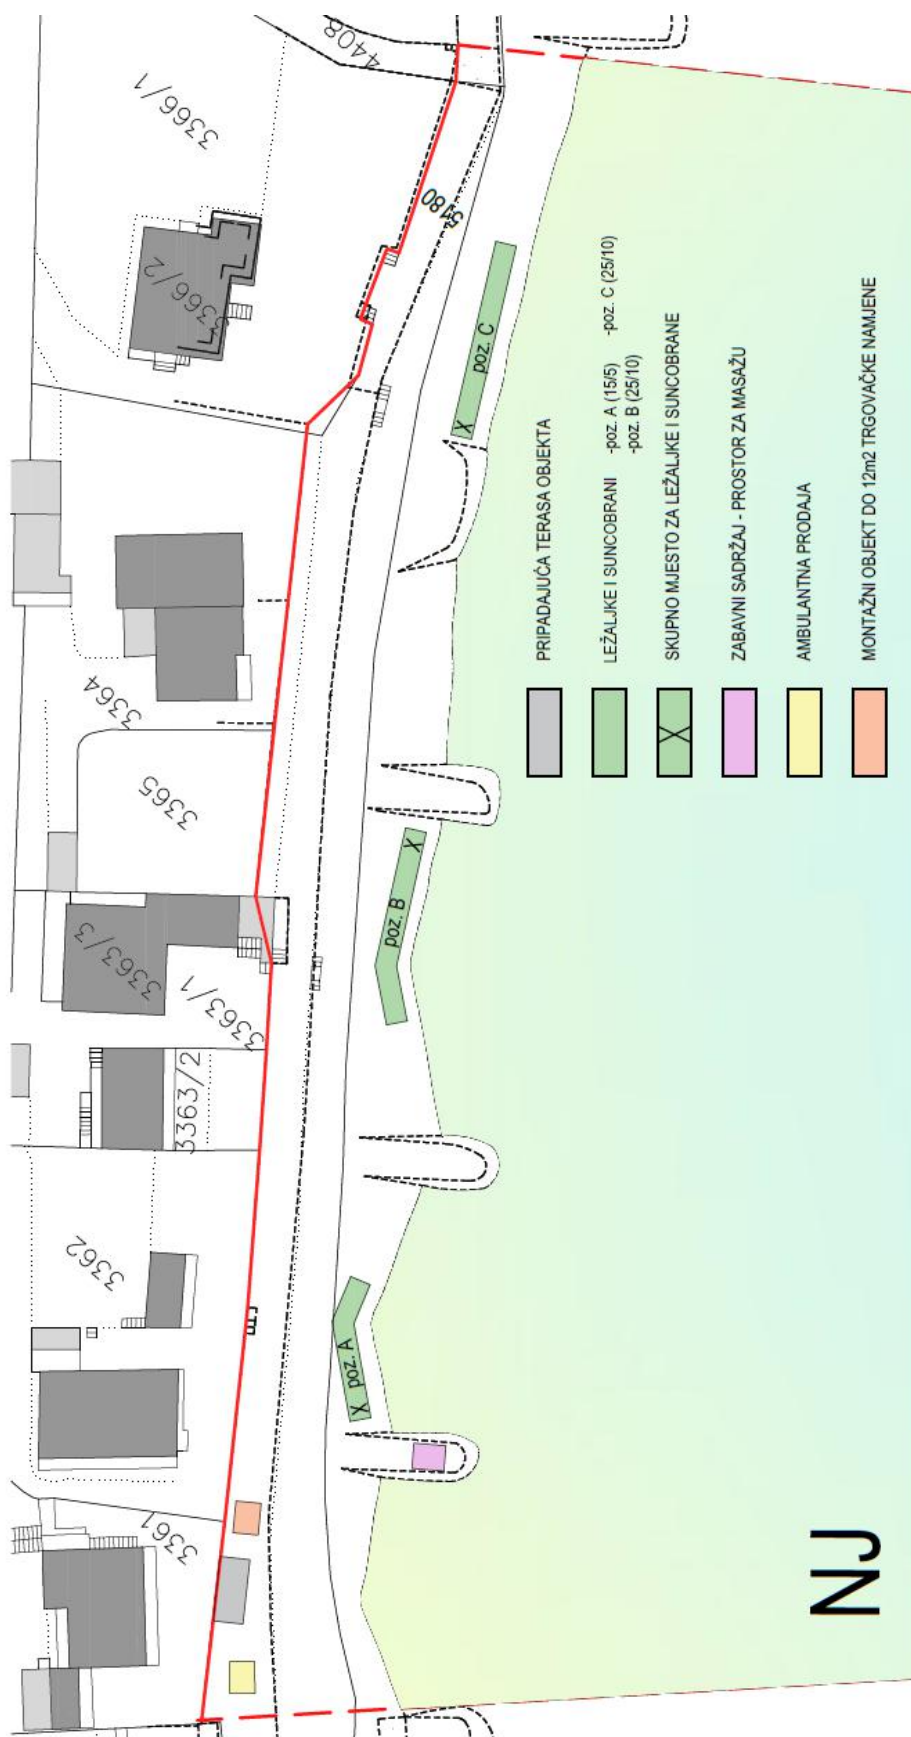 4408
3366/1
3366/2
5180
3364
3365
3363/3
3363/1
3363/2
3362
3361
poz. C
X
poz. B
X
X poz. A
PRIPADAJUĆA TERASA OBJEKTA
LEŽALJKE I SUNCOBRANI -poz. A (15/5) -poz. C (25/10)
-poz. B (25/10)
SKUPNO MJESTO ZA LEŽALJKE I SUNCOBRANE
X
ZABAVNI SADRŽAJ - PROSTOR ZA MASAŽU
AMBULANTNA PRODAJA
MONTAŽNI OBJEKT DO 12m2 TRGOVAČKE NAMJENE
NJ